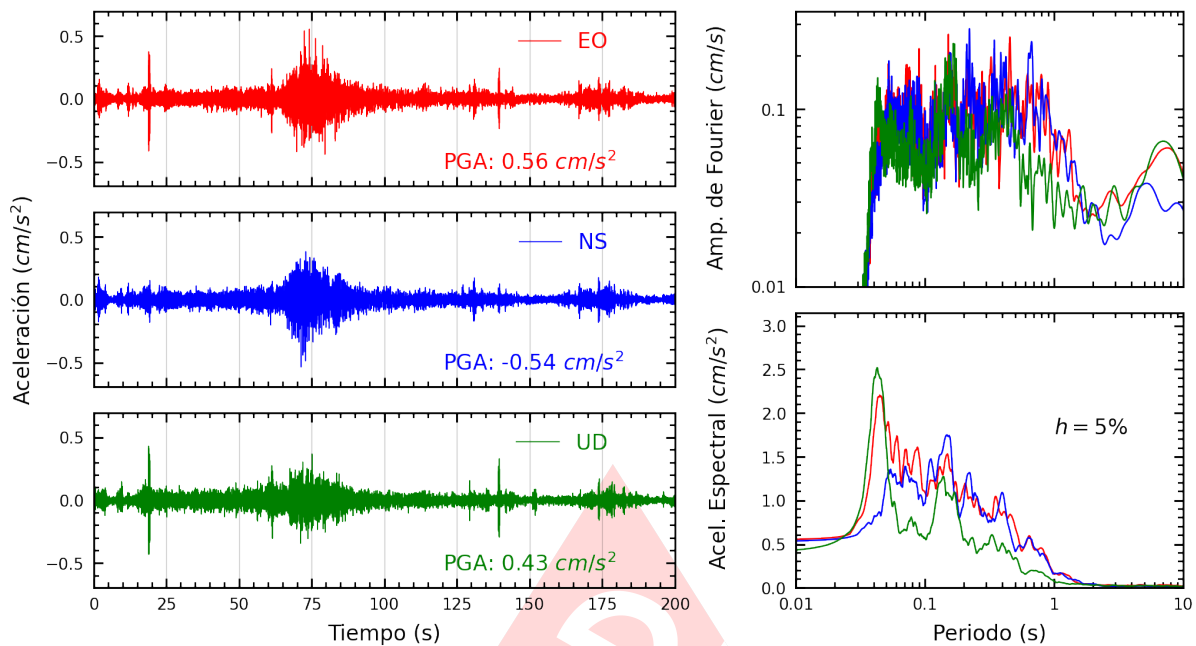 Aceleración (cm/s²)
0.5
0.0
−0.5
EO
PGA: 0.56 cm/s²
0.5
0.0
−0.5
NS
PGA: -0.54 cm/s²
0.5
0.0
−0.5
UD
PGA: 0.43 cm/s²
0 25 50 75 100 125 150 175 200
Tiempo (s)
Amp. de Fourier (cm/s)
0.1
0.01
Acel. Espectral (cm/s²)
3.0
2.5
2.0
1.5
1.0
0.5
0.0
h = 5%
0.01 0.1 1 10
Periodo (s)